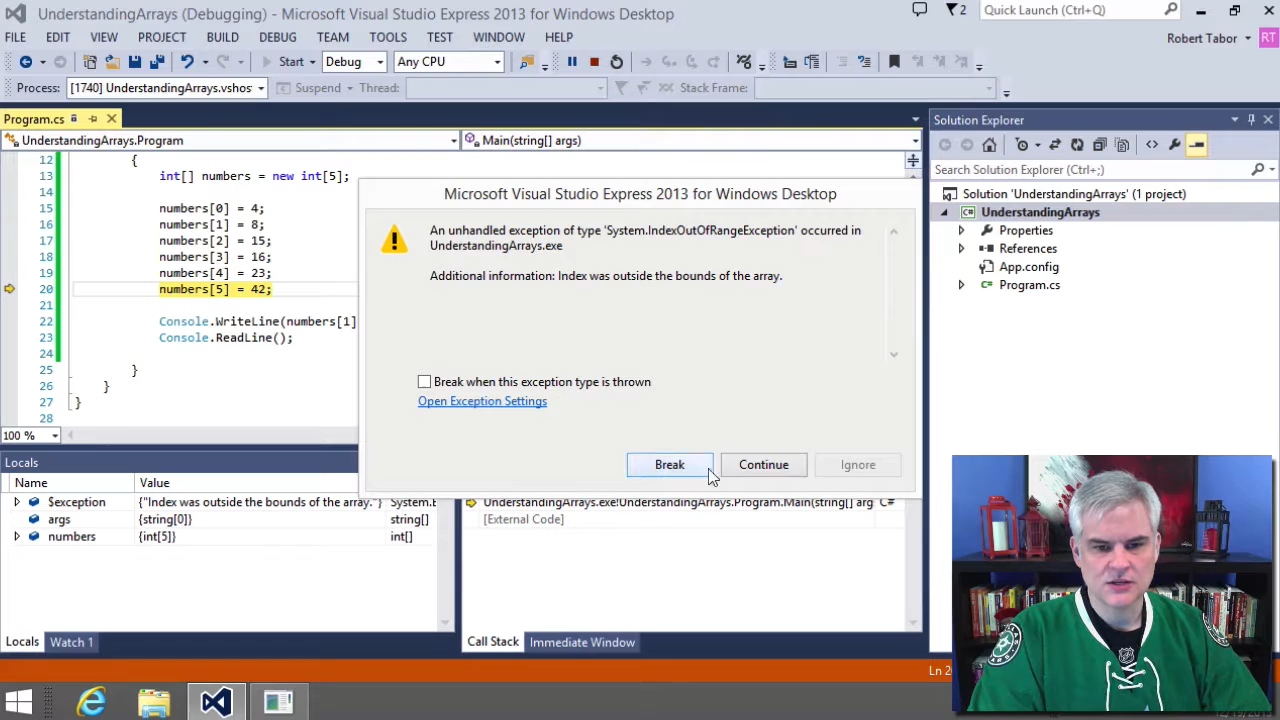 UnderstandingArrays (Debugging) - Microsoft Visual Studio Express 2013 for Windows Desktop
2
Quick Launch (Ctrl+Q)
FILE EDIT VIEW PROJECT BUILD DEBUG TEAM TOOLS TEST WINDOW HELP
Robert Tabor RT
Start Debug Any CPU
Process: [1740] UnderstandingArrays.vshos Suspend Thread: Stack Frame:
Program.cs
UnderstandingArrays.Program Main(string[] args)
12 {
13 int[] numbers = new int[5];
14
15 numbers[0] = 4;
16 numbers[1] = 8;
17 numbers[2] = 15;
18 numbers[3] = 16;
19 numbers[4] = 23;
20 numbers[5] = 42;
21
22 Console.WriteLine(numbers[1]
23 Console.ReadLine();
24
25 }
26 }
27 }
28
100 %
Microsoft Visual Studio Express 2013 for Windows Desktop
An unhandled exception of type 'System.IndexOutOfRangeException' occurred in
UnderstandingArrays.exe
Additional information: Index was outside the bounds of the array.
Break when this exception type is thrown
Open Exception Settings
Break Continue Ignore
Solution Explorer
Search Solution Explorer (Ctrl+;)
Solution 'UnderstandingArrays' (1 project)
UnderstandingArrays
Properties
References
App.config
Program.cs
Locals
Name Value
$exception {"Index was outside the bounds of the array."} System.E
args {string[0]} string[]
numbers {int[5]} int[]
UnderstandingArrays.exe!UnderstandingArrays.Program.Main(string[] arg C#
[External Code]
Locals Watch 1
Call Stack Immediate Window